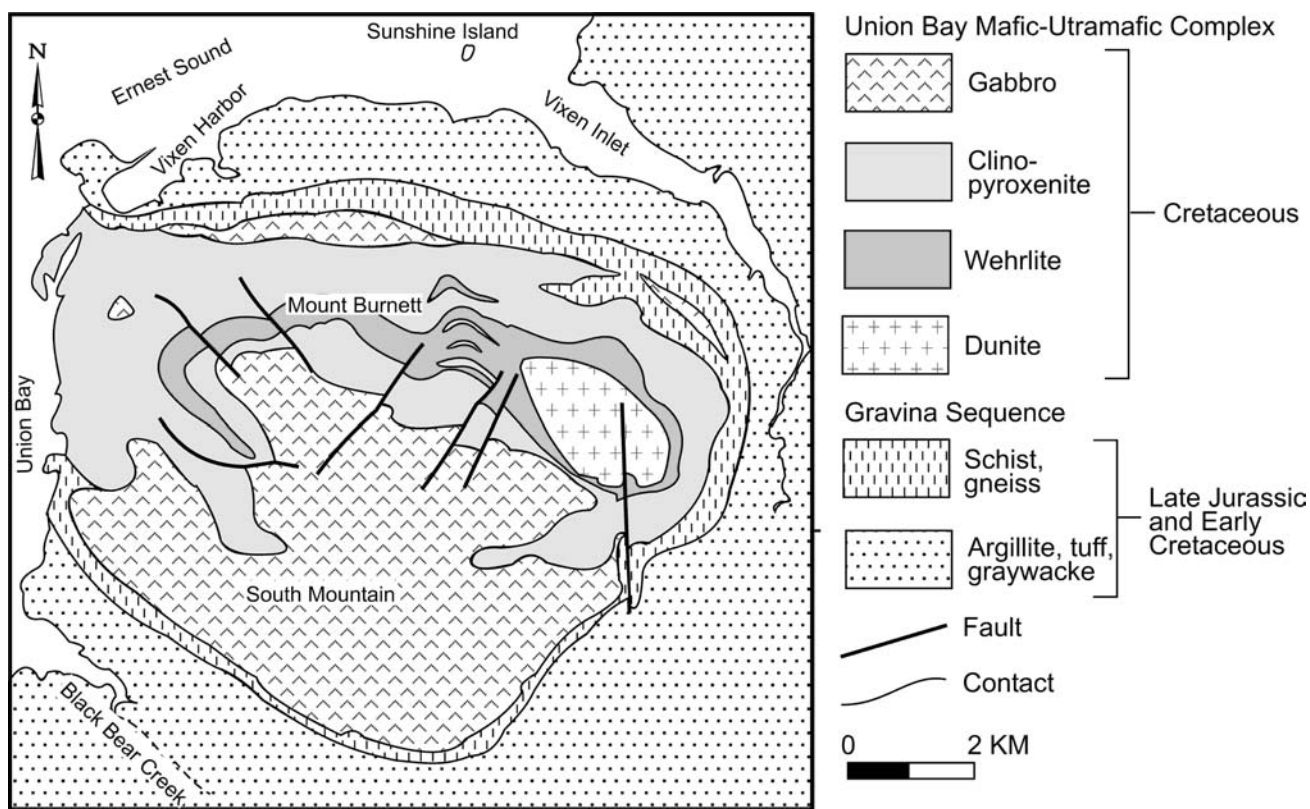 N
Ernest Sound
Sunshine Island
Vixen Harbor
Vixen Inlet
Mount Burnett
Union Bay
South Mountain
Black Bear Creek
Union Bay Mafic-Utramafic Complex
Gabbro
Clino-
pyroxenite
Wehrlite
Dunite
Cretaceous
Gravina Sequence
Schist,
gneiss
Argillite, tuff,
graywacke
Late Jurassic
and Early
Cretaceous
Fault
Contact
0 2 KM